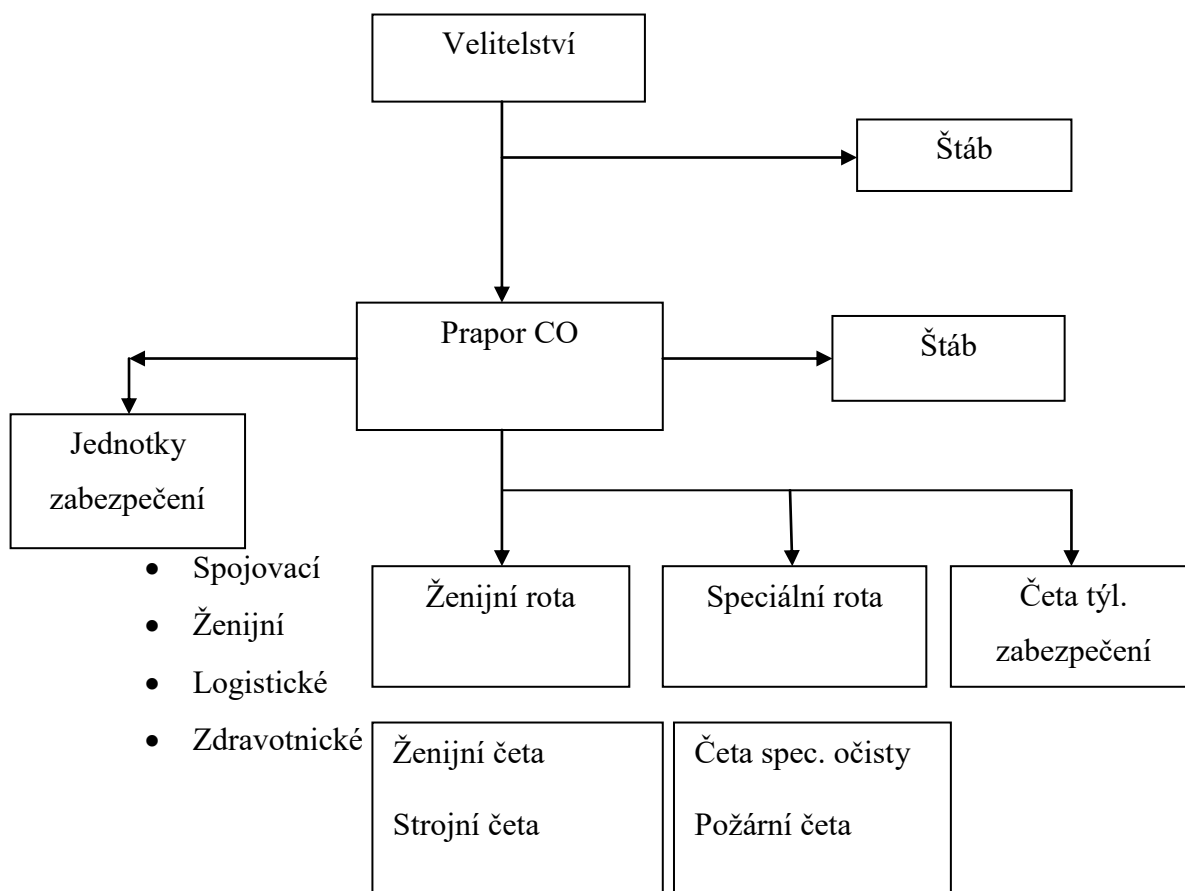 Velitelství
Štáb
Prapor CO
Štáb
Jednotky
zabezpečení
• Spojovací
• Ženijní
• Logistické
• Zdravotnické
Ženijní rota
Speciální rota
Četa týl.
zabezpečení
Ženijní četa
Strojní četa
Četa spec. očisty
Požární četa